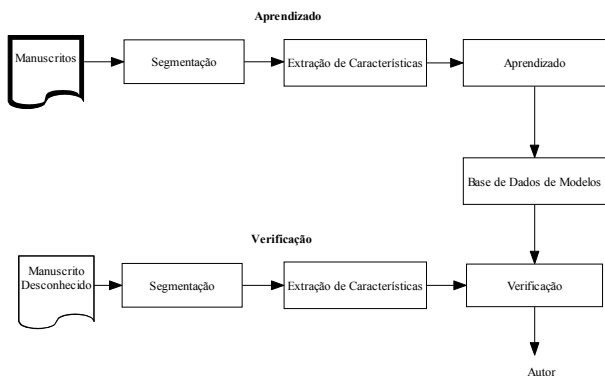 Aprendizado
Manuscritos
Segmentação
Extração de Características
Aprendizado
Base de Dados de Modelos
Verificação
Manuscrito
Desconhecido
Segmentação
Extração de Características
Verificação
Autor